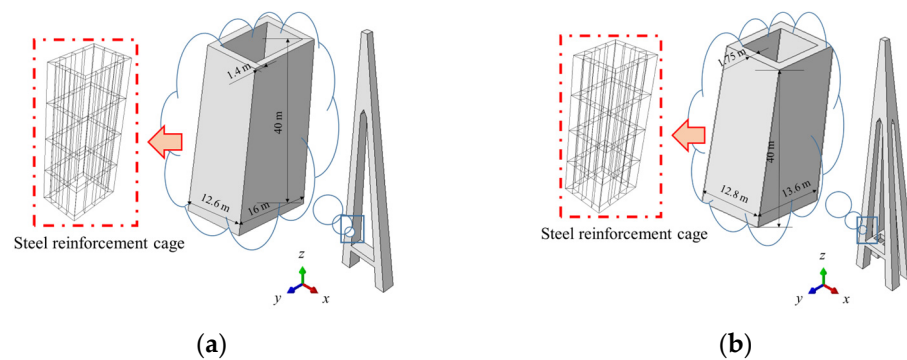 1.4 m
40 m
12.6 m
16 m
Steel reinforcement cage
z
y
x
(a)
1.75 m
40 m
12.8 m
13.6 m
Steel reinforcement cage
z
y
x
(b)